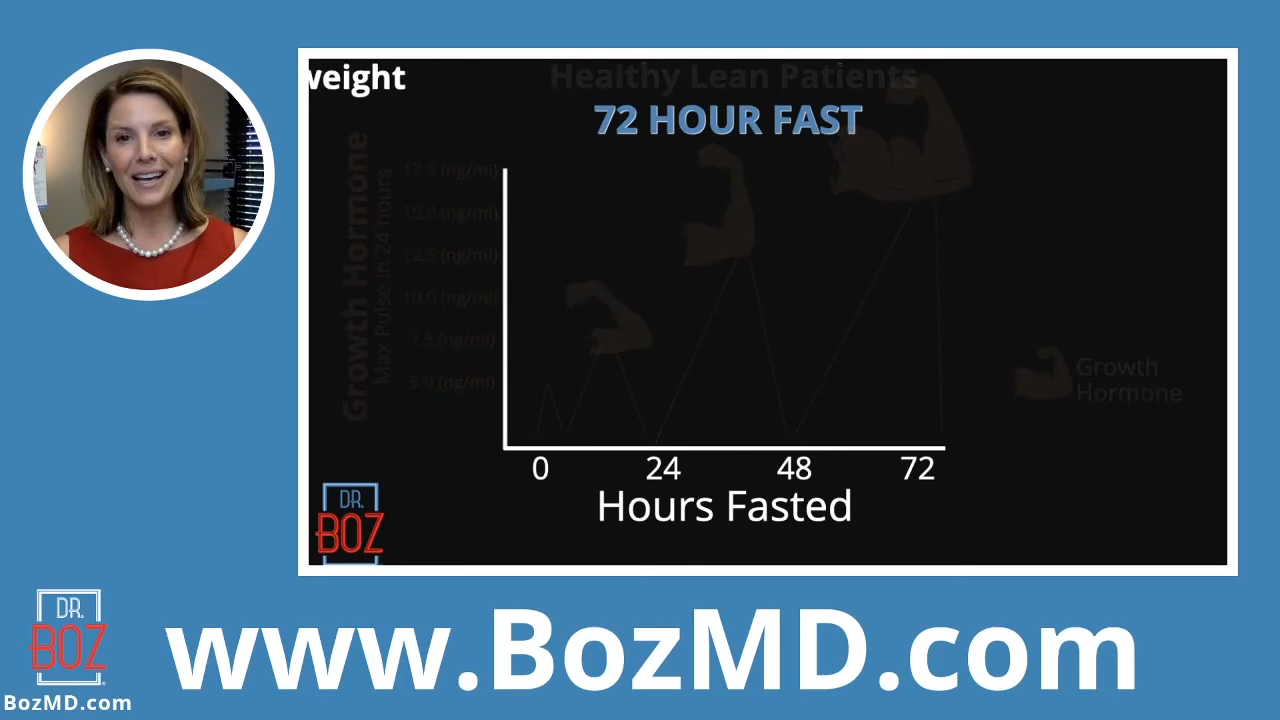 weight
Healthy Lean Patients
72 HOUR FAST
Growth Hormone
Max Pulse in 24 hours
17.5 (ng/ml)
15.0 (ng/ml)
12.5 (ng/ml)
10.0 (ng/ml)
7.5 (ng/ml)
5.0 (ng/ml)
Growth
Hormone
0 24 48 72
Hours Fasted
DR.
BOZ
DR.
BOZ
www.BozMD.com
BozMD.com